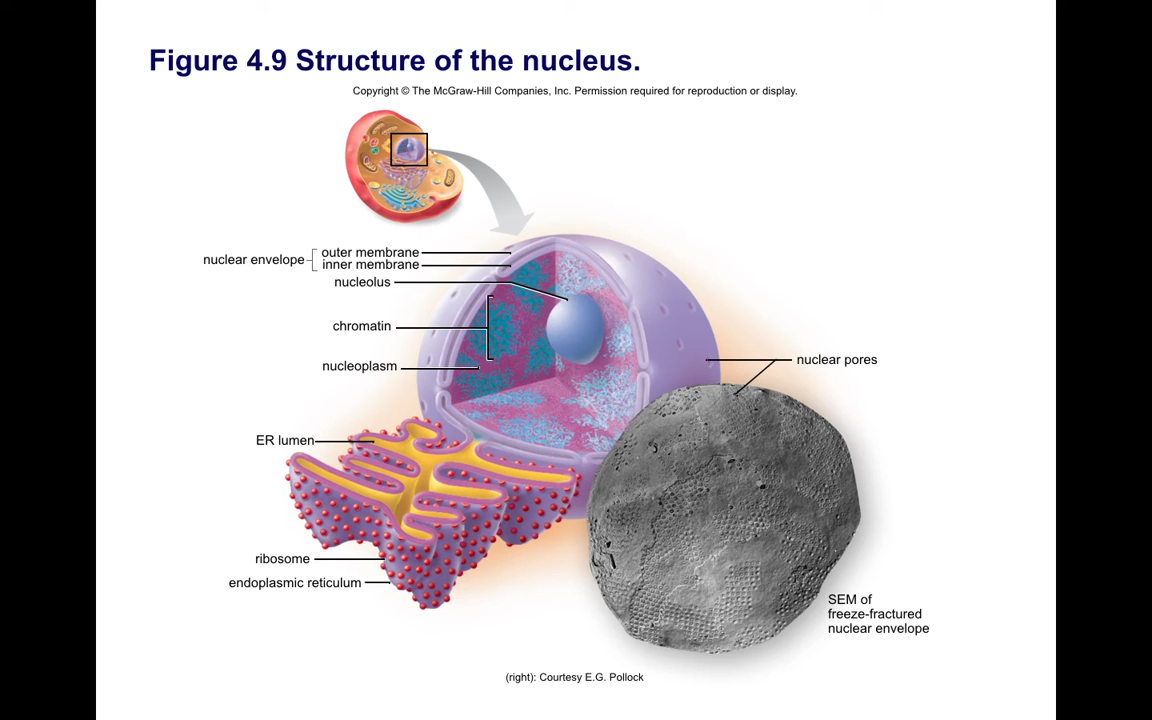 Figure 4.9 Structure of the nucleus.
Copyright © The McGraw-Hill Companies, Inc. Permission required for reproduction or display.
nuclear envelope
outer membrane
inner membrane
nucleolus
chromatin
nucleoplasm
nuclear pores
ER lumen
ribosome
endoplasmic reticulum
SEM of
freeze-fractured
nuclear envelope
(right): Courtesy E.G. Pollock